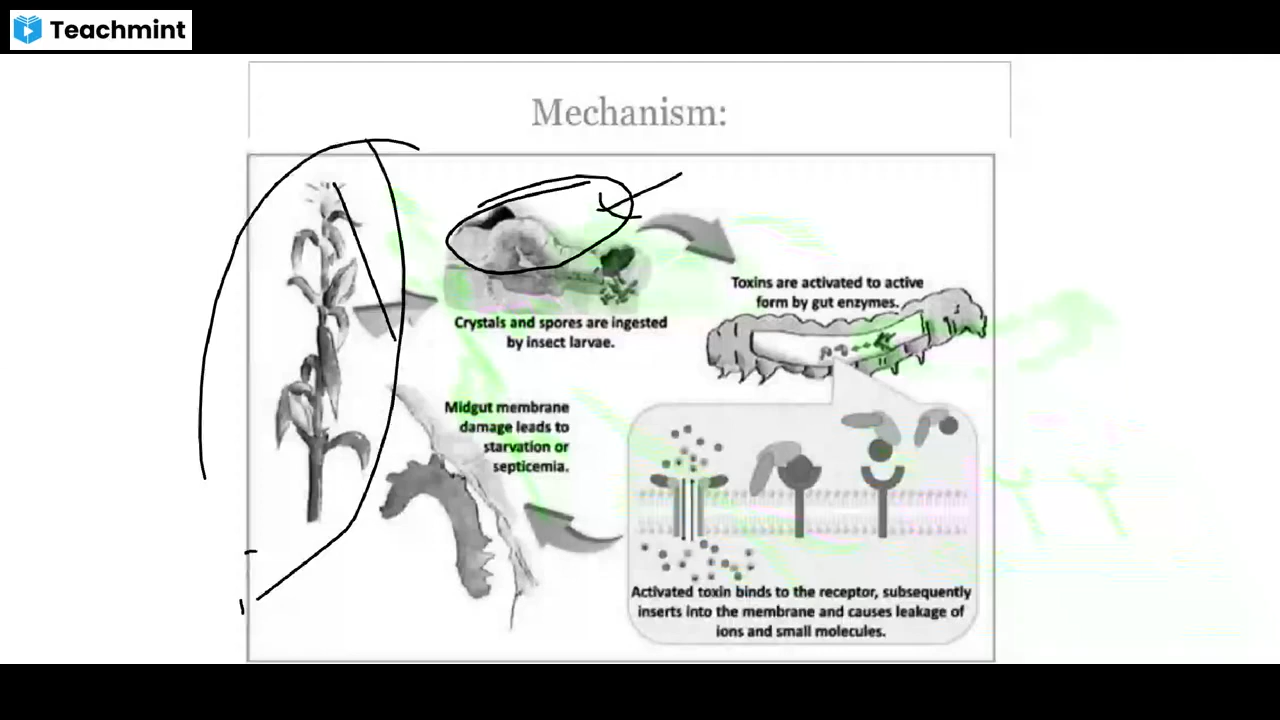 Teachmint
Mechanism:
Crystals and spores are ingested
by insect larvae.
Toxins are activated to active
form by gut enzymes.
Midgut membrane
damage leads to
starvation or
septicemia.
Activated toxin binds to the receptor, subsequently
inserts into the membrane and causes leakage of
ions and small molecules.